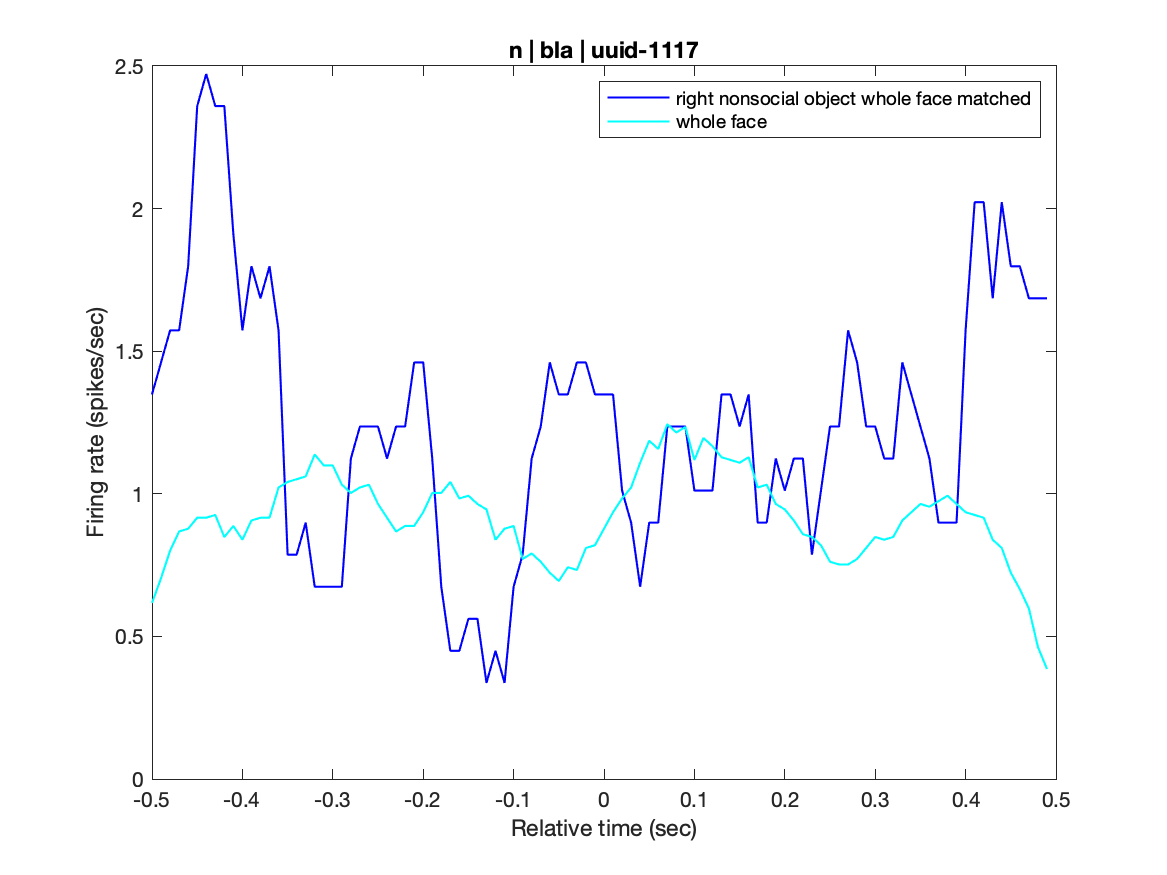 n | bla | uuid-1117
right nonsocial object whole face matched
whole face
Firing rate (spikes/sec)
2.5
2
1.5
1
0.5
0
-0.5 -0.4 -0.3 -0.2 -0.1 0 0.1 0.2 0.3 0.4 0.5
Relative time (sec)